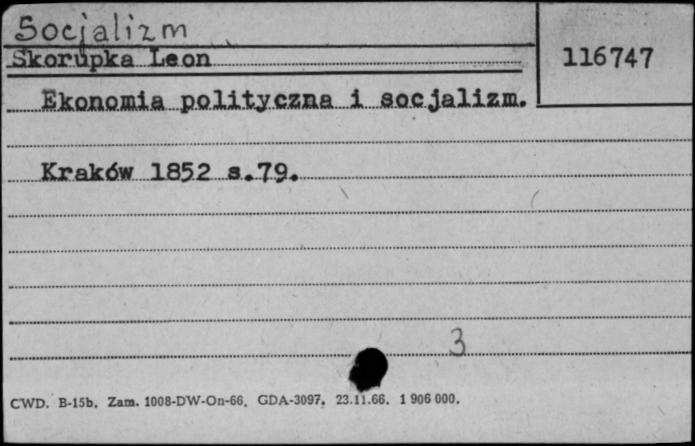 Socjalizm
Skorupka Leon
116747
Ekonomia polityczna i socjalizm.
Kraków 1852 s.79.
3
CWD. B-15b. Zam. 1008-DW-On-66. GDA-3097. 23.11.66. 1 906 000.